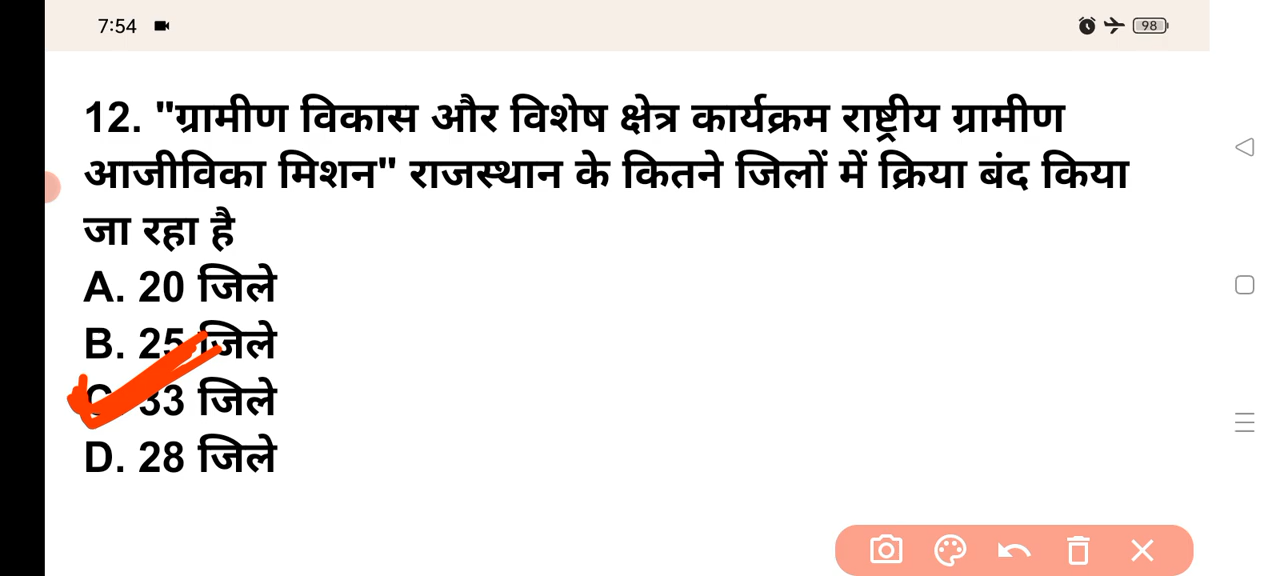 7:54
98
12. "ग्रामीण विकास और विशेष क्षेत्र कार्यक्रम राष्ट्रीय ग्रामीण
आजीविका मिशन" राजस्थान के कितने जिलों में क्रिया बंद किया
जा रहा है
A. 20 जिले
B. 25 जिले
C. 33 जिले
D. 28 जिले